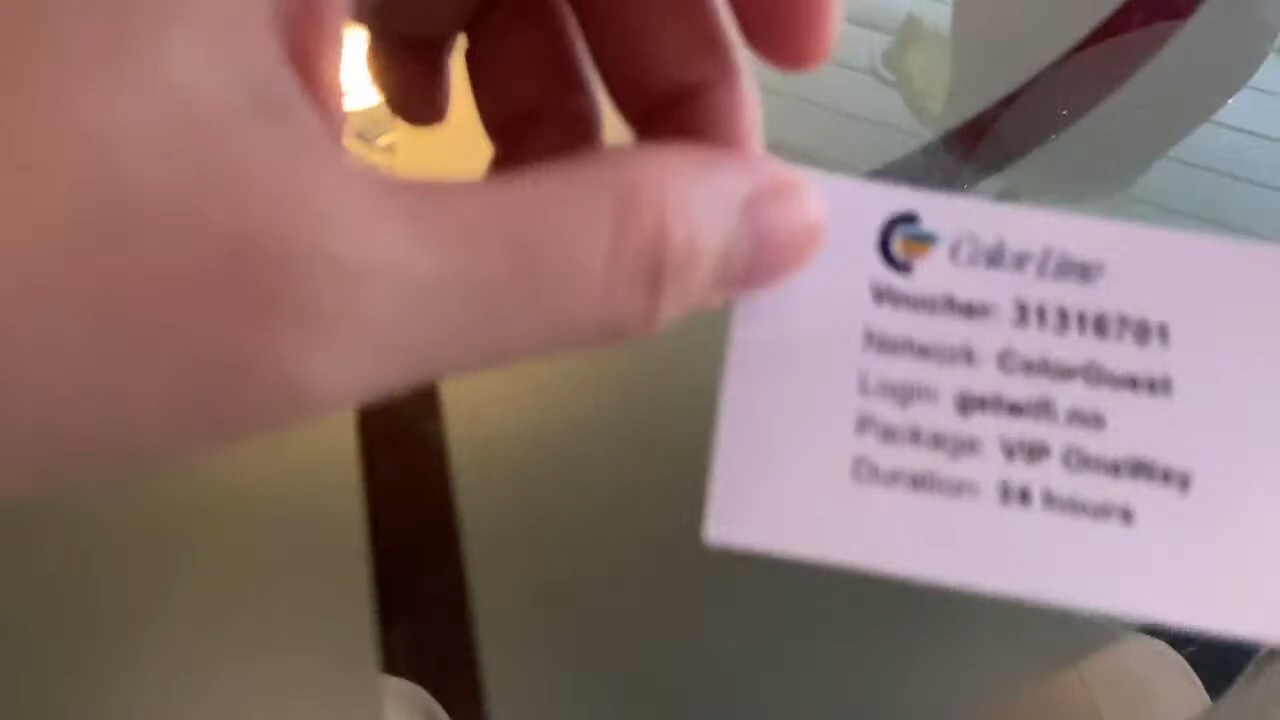 Color Line
Voucher: 31316701
Network: ColorGuest
Login: getwifi.no
Package: VIP OneWay
Duration: 24 hours